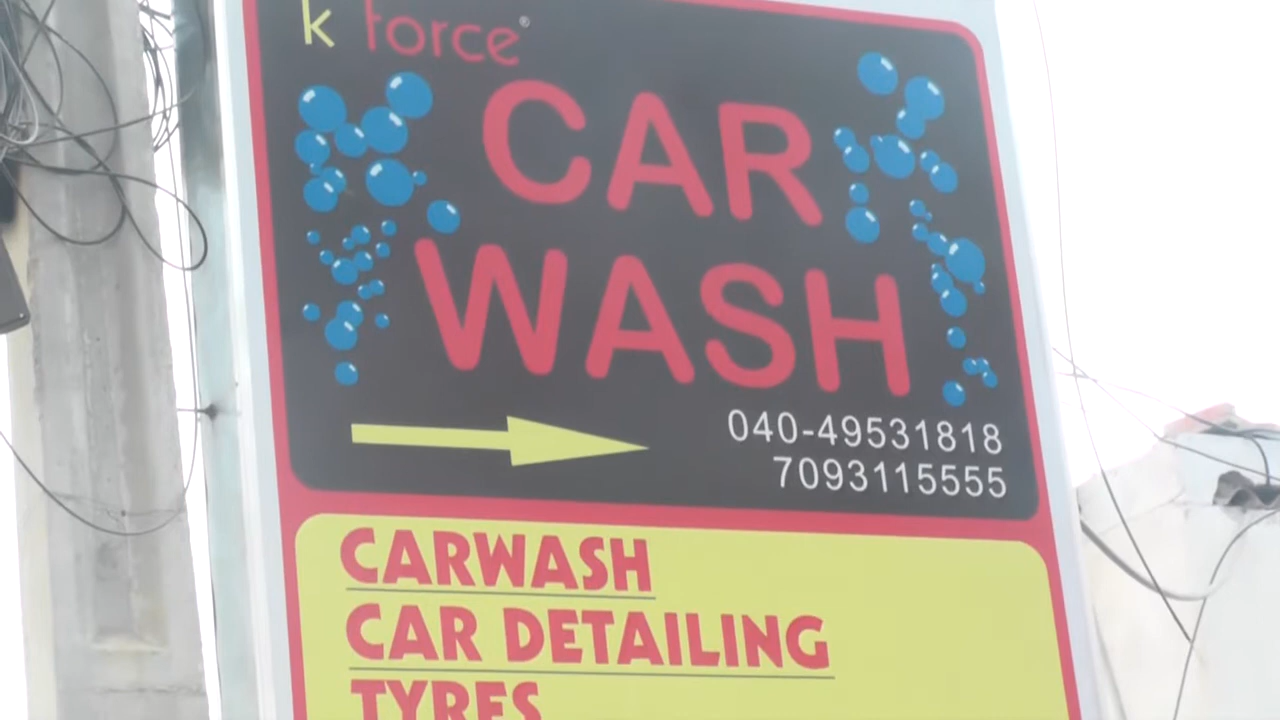 k force®
CAR
WASH
040-49531818
7093115555
CARWASH
CAR DETAILING
TYRES